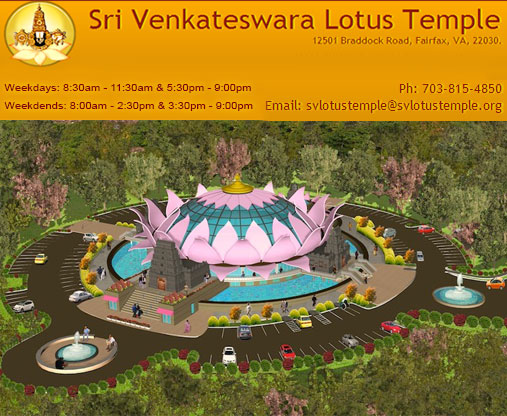 Sri Venkateswara Lotus Temple
12501 Braddock Road, Fairfax, VA, 22030.
Weekdays: 8:30am - 11:30am & 5:30pm - 9:00pm
Ph: 703-815-4850
Weekdends: 8:00am - 2:30pm & 3:30pm - 9:00pm
Email: svlotustemple@svlotustemple.org